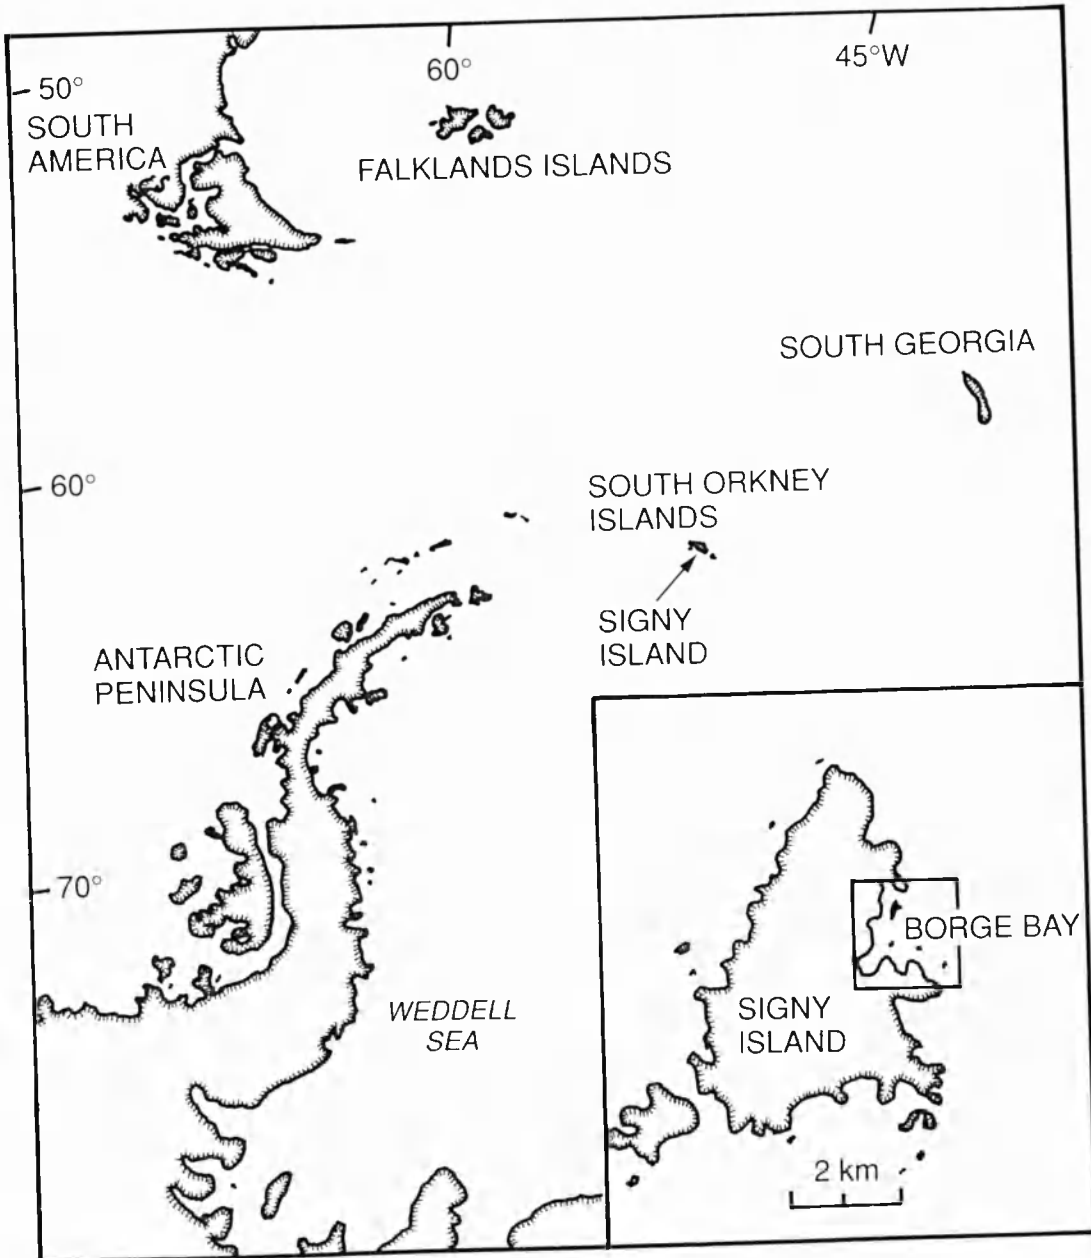 60°
45°W
50°
SOUTH
AMERICA
FALKLANDS ISLANDS
SOUTH GEORGIA
60°
SOUTH ORKNEY
ISLANDS
SIGNY
ISLAND
ANTARCTIC
PENINSULA
70°
BORGE BAY
WEDDELL
SEA
SIGNY
ISLAND
2 km